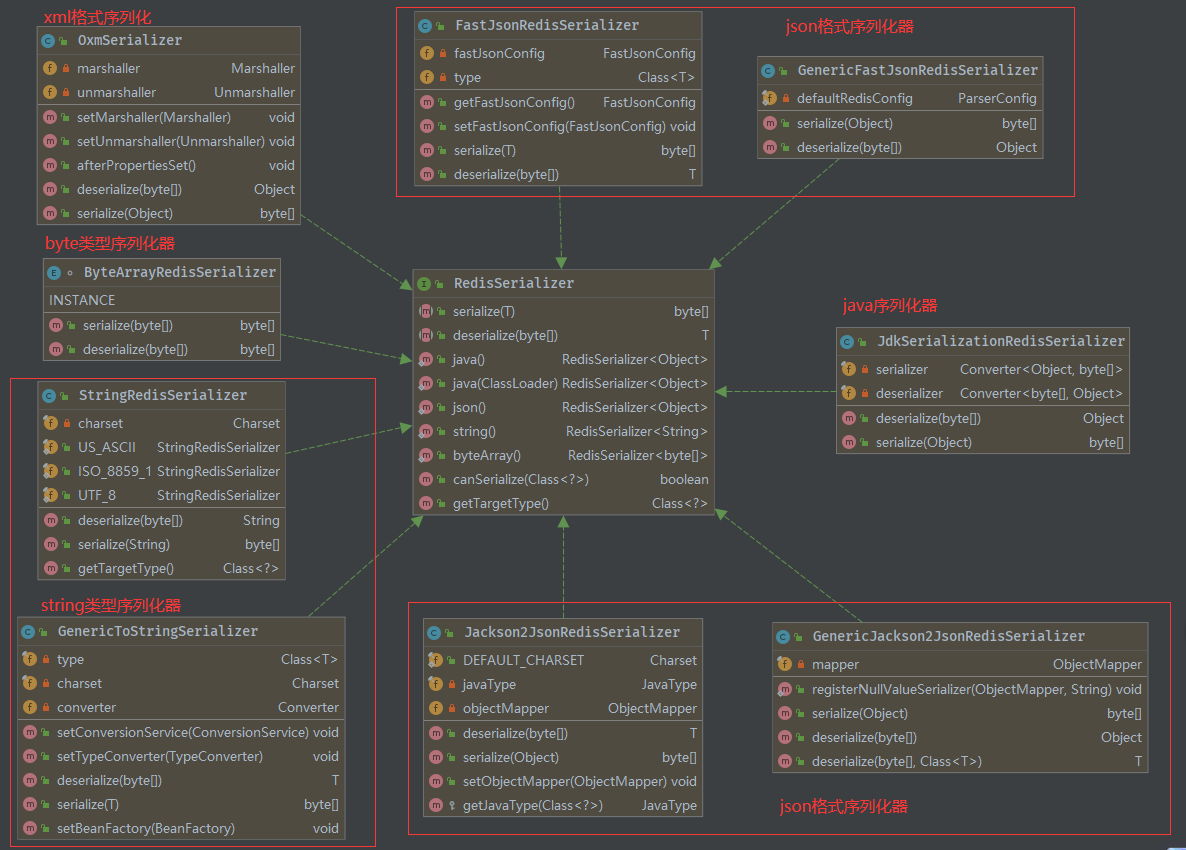 xml格式序列化
OxmSerializer
marshaller Marshaller
unmarshaller Unmarshaller
setMarshaller(Marshaller) void
setUnmarshaller(Unmarshaller) void
afterPropertiesSet() void
deserialize(byte[]) Object
serialize(Object) byte[]
FastJsonRedisSerializer
fastJsonConfig FastJsonConfig
type Class<T>
getFastJsonConfig() FastJsonConfig
setFastJsonConfig(FastJsonConfig) void
serialize(T) byte[]
deserialize(byte[]) T
json格式序列化器
GenericFastJsonRedisSerializer
defaultRedisConfig ParserConfig
serialize(Object) byte[]
deserialize(byte[]) Object
byte类型序列化器
ByteArrayRedisSerializer
INSTANCE
serialize(byte[]) byte[]
deserialize(byte[]) byte[]
RedisSerializer
serialize(T) byte[]
deserialize(byte[]) T
java() RedisSerializer<Object>
java(ClassLoader) RedisSerializer<Object>
json() RedisSerializer<Object>
string() RedisSerializer<String>
byteArray() RedisSerializer<byte[]>
canSerialize(Class<?>) boolean
getTargetType() Class<?>
java序列化器
JdkSerializationRedisSerializer
serializer Converter<Object, byte[]>
deserializer Converter<byte[], Object>
deserialize(byte[]) Object
serialize(Object) byte[]
StringRedisSerializer
charset Charset
US_ASCII StringRedisSerializer
ISO_8859_1 StringRedisSerializer
UTF_8 StringRedisSerializer
deserialize(byte[]) String
serialize(String) byte[]
getTargetType() Class<?>
string类型序列化器
GenericToStringSerializer
type Class<T>
charset Charset
converter Converter
setConversionService(ConversionService) void
setTypeConverter(TypeConverter) void
deserialize(byte[]) T
serialize(T) byte[]
setBeanFactory(BeanFactory) void
Jackson2JsonRedisSerializer
DEFAULT_CHARSET Charset
javaType JavaType
objectMapper ObjectMapper
deserialize(byte[]) T
serialize(Object) byte[]
setObjectMapper(ObjectMapper) void
getJavaType(Class<?>) JavaType
GenericJackson2JsonRedisSerializer
mapper ObjectMapper
registerNullValueSerializer(ObjectMapper, String) void
serialize(Object) byte[]
deserialize(byte[]) Object
deserialize(byte[], Class<T>) T
json格式序列化器